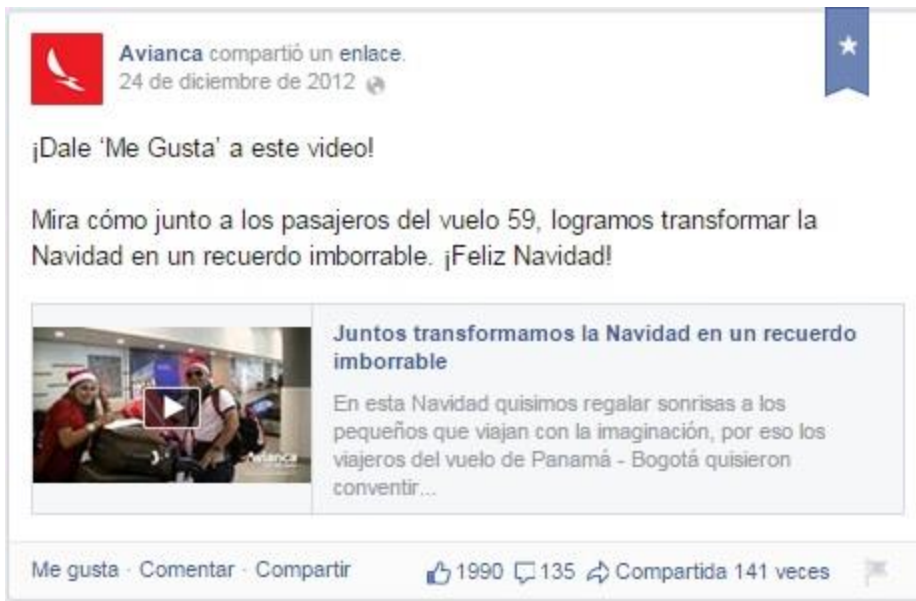 Avianca compartió un enlace.
24 de diciembre de 2012
¡Dale ‘Me Gusta’ a este video!
Mira cómo junto a los pasajeros del vuelo 59, logramos transformar la
Navidad en un recuerdo imborrable. ¡Feliz Navidad!
Juntos transformamos la Navidad en un recuerdo
imborrable
En esta Navidad quisimos regalar sonrisas a los
pequeños que viajan con la imaginación, por eso los
viajeros del vuelo de Panamá - Bogotá quisieron
conventir...
Avianca
Me gusta · Comentar · Compartir 1990 135 Compartida 141 veces